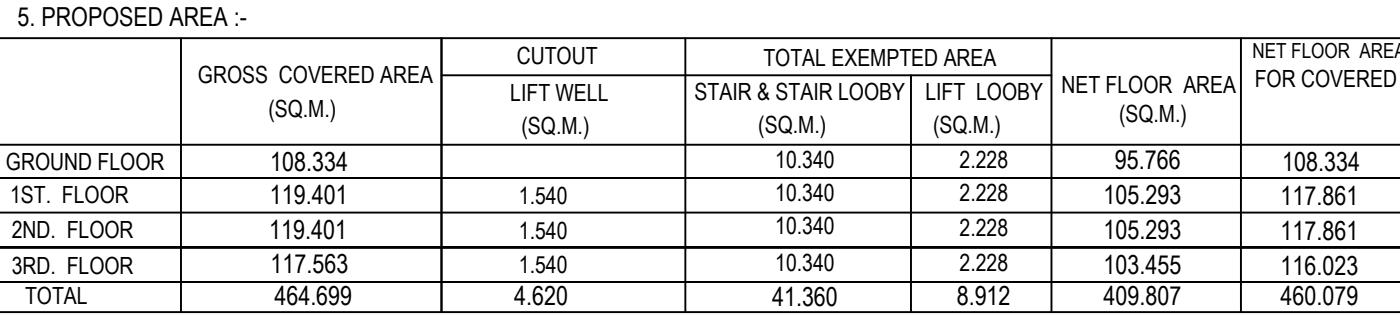 5. PROPOSED AREA :-
GROSS COVERED AREA (SQ.M.) CUTOUT TOTAL EXEMPTED AREA NET FLOOR AREA (SQ.M.) NET FLOOR AREA FOR COVERED
LIFT WELL (SQ.M.) STAIR & STAIR LOOBY (SQ.M.) LIFT LOOBY (SQ.M.)
GROUND FLOOR 108.334 10.340 2.228 95.766 108.334
1ST. FLOOR 119.401 1.540 10.340 2.228 105.293 117.861
2ND. FLOOR 119.401 1.540 10.340 2.228 105.293 117.861
3RD. FLOOR 117.563 1.540 10.340 2.228 103.455 116.023
TOTAL 464.699 4.620 41.360 8.912 409.807 460.079